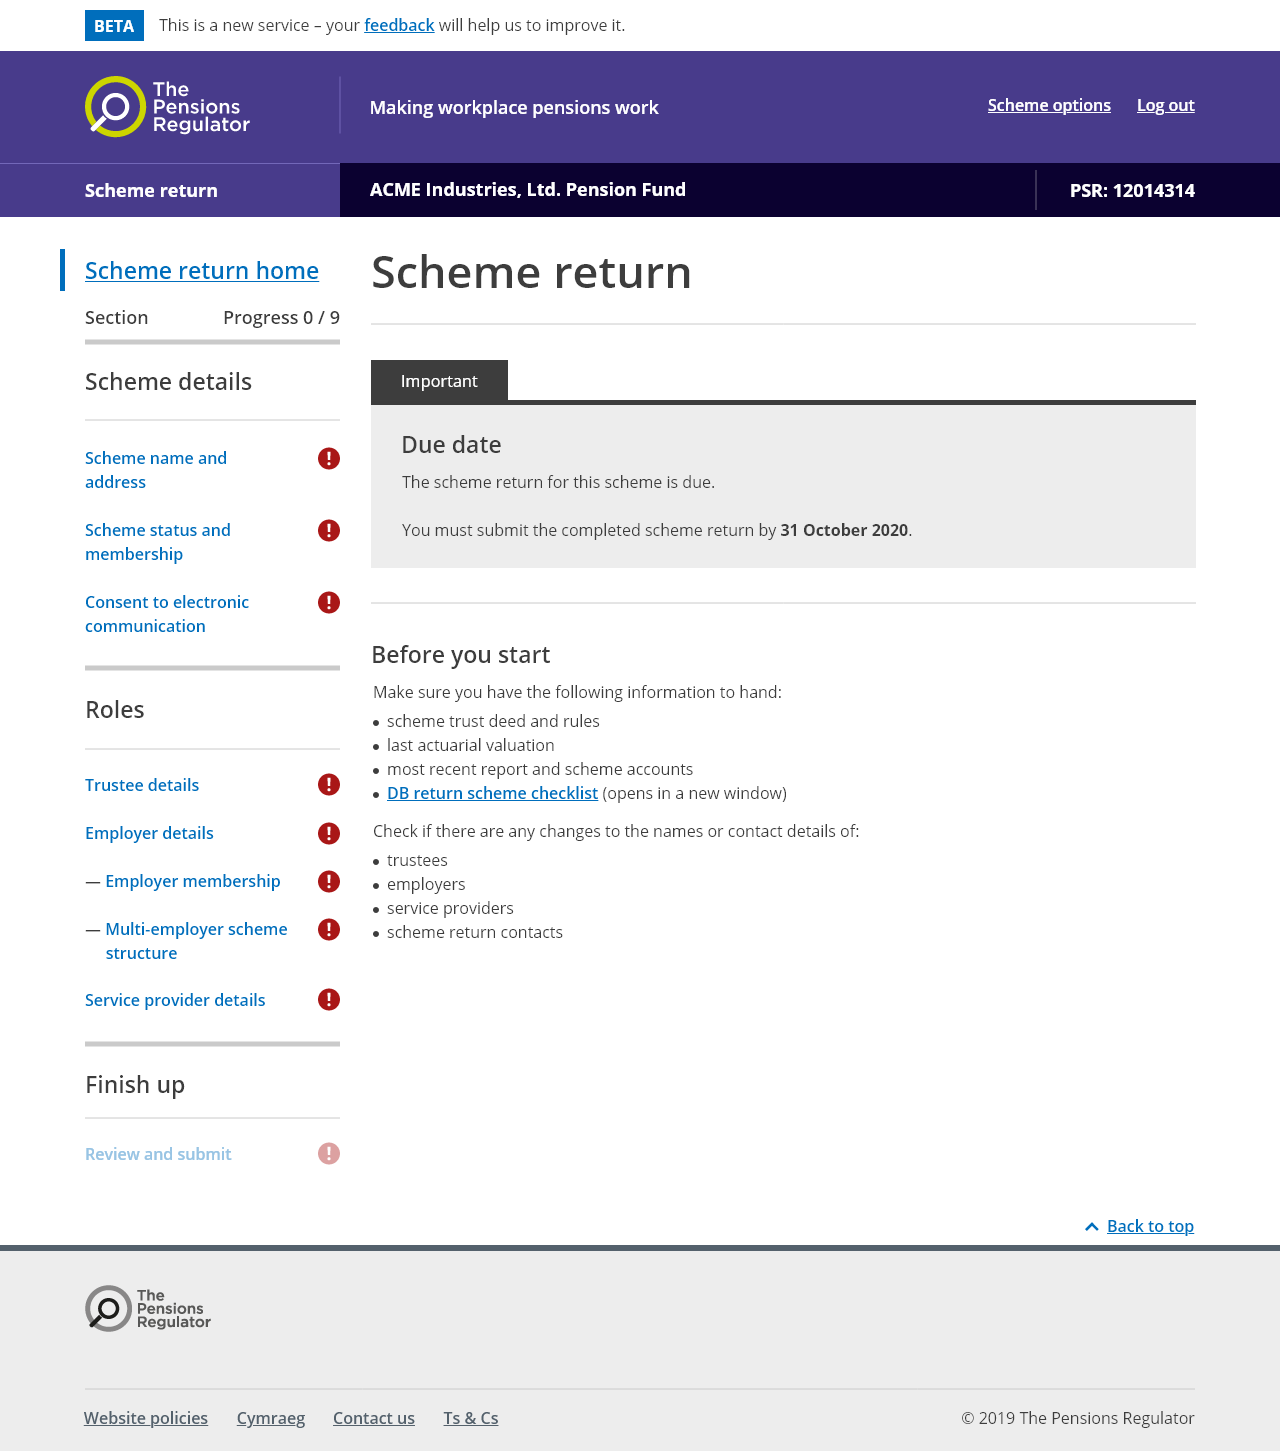 BETA This is a new service – your feedback will help us to improve it.
The
Pensions
Regulator
Making workplace pensions work
Scheme options Log out
Scheme return
ACME Industries, Ltd. Pension Fund
PSR: 12014314
Scheme return home
Section Progress 0 / 9
Scheme details
Scheme name and
address
Scheme status and
membership
Consent to electronic
communication
Roles
Trustee details
Employer details
— Employer membership
— Multi-employer scheme
structure
Service provider details
Finish up
Review and submit
Scheme return
Important
Due date
The scheme return for this scheme is due.
You must submit the completed scheme return by 31 October 2020.
Before you start
Make sure you have the following information to hand:
• scheme trust deed and rules
• last actuarial valuation
• most recent report and scheme accounts
• DB return scheme checklist (opens in a new window)
Check if there are any changes to the names or contact details of:
• trustees
• employers
• service providers
• scheme return contacts
Back to top
The
Pensions
Regulator
Website policies Cymraeg Contact us Ts & Cs
© 2019 The Pensions Regulator